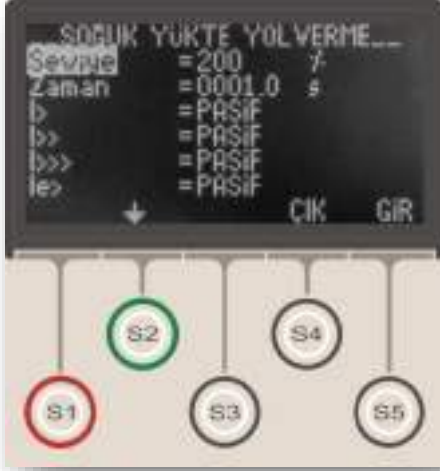 SOĞUK YÜKTE YOLVERME__
Seviye =200 %
Zaman =0001.0 s
I> =PASİF
I>> =PASİF
I>>> =PASİF
Ie> =PASİF
ÇIK GİR
S2 S4
S1 S3 S5